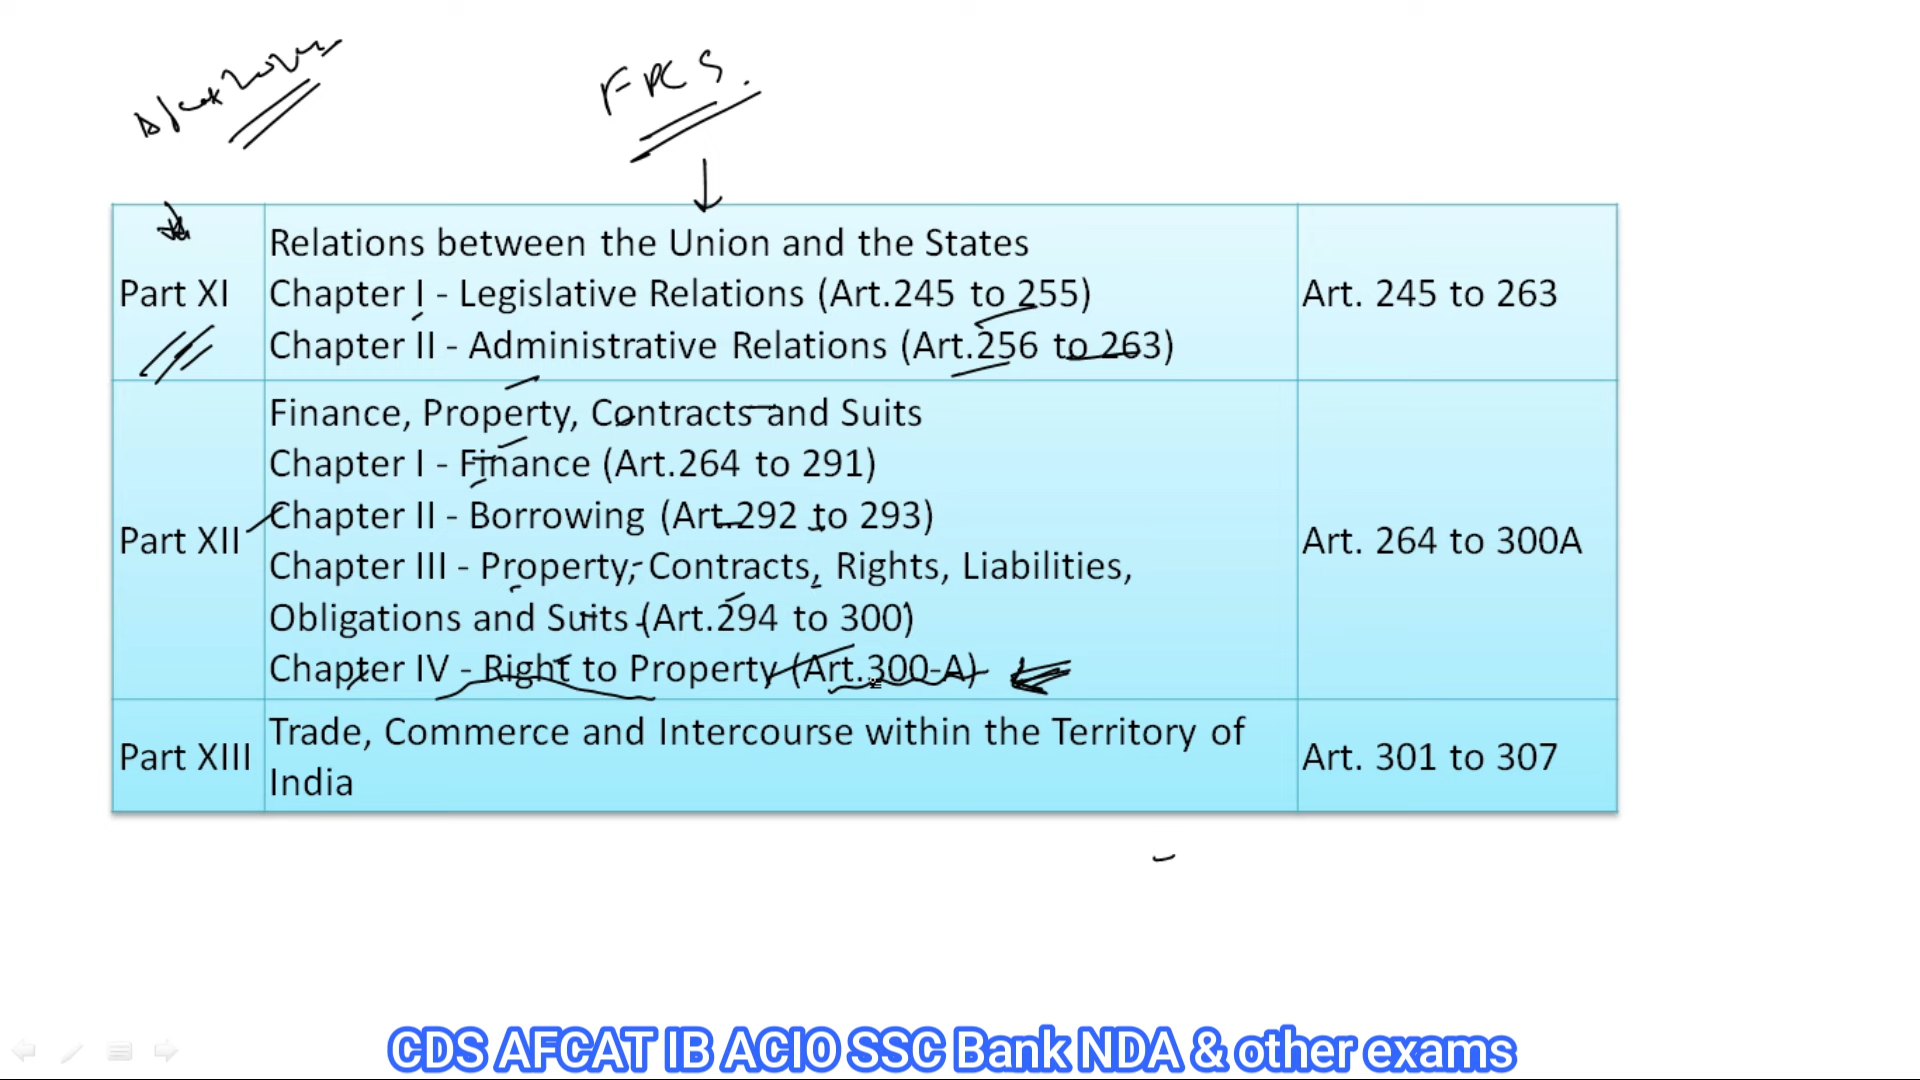 Afcat 2022
FPCS.
Part XI
Relations between the Union and the States
Chapter I - Legislative Relations (Art.245 to 255)
Chapter II - Administrative Relations (Art.256 to 263)
Art. 245 to 263
Part XII
Finance, Property, Contracts and Suits
Chapter I - Finance (Art.264 to 291)
Chapter II - Borrowing (Art.292 to 293)
Chapter III - Property, Contracts, Rights, Liabilities,
Obligations and Suits (Art.294 to 300)
Chapter IV - Right to Property (Art.300-A)
Art. 264 to 300A
Part XIII
Trade, Commerce and Intercourse within the Territory of
India
Art. 301 to 307
CDS AFCAT IB ACIO SSC Bank NDA & other exams